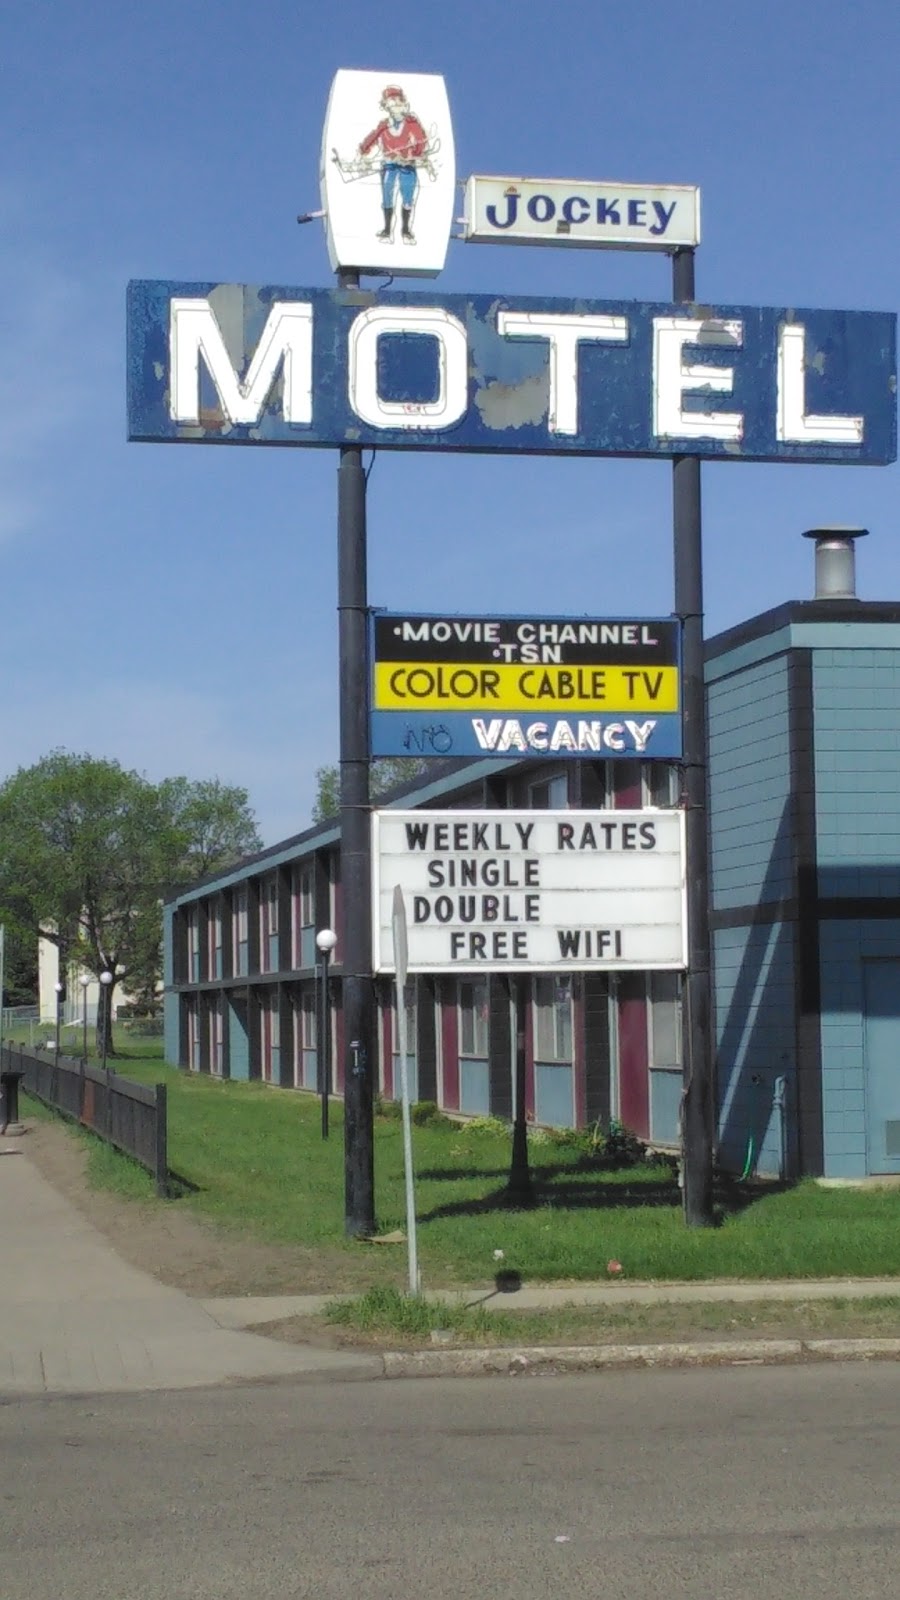 JOCKEY
MOTEL
•MOVIE CHANNEL
•TSN
COLOR CABLE TV
NO VACANCY
WEEKLY RATES
SINGLE
DOUBLE
FREE WIFI